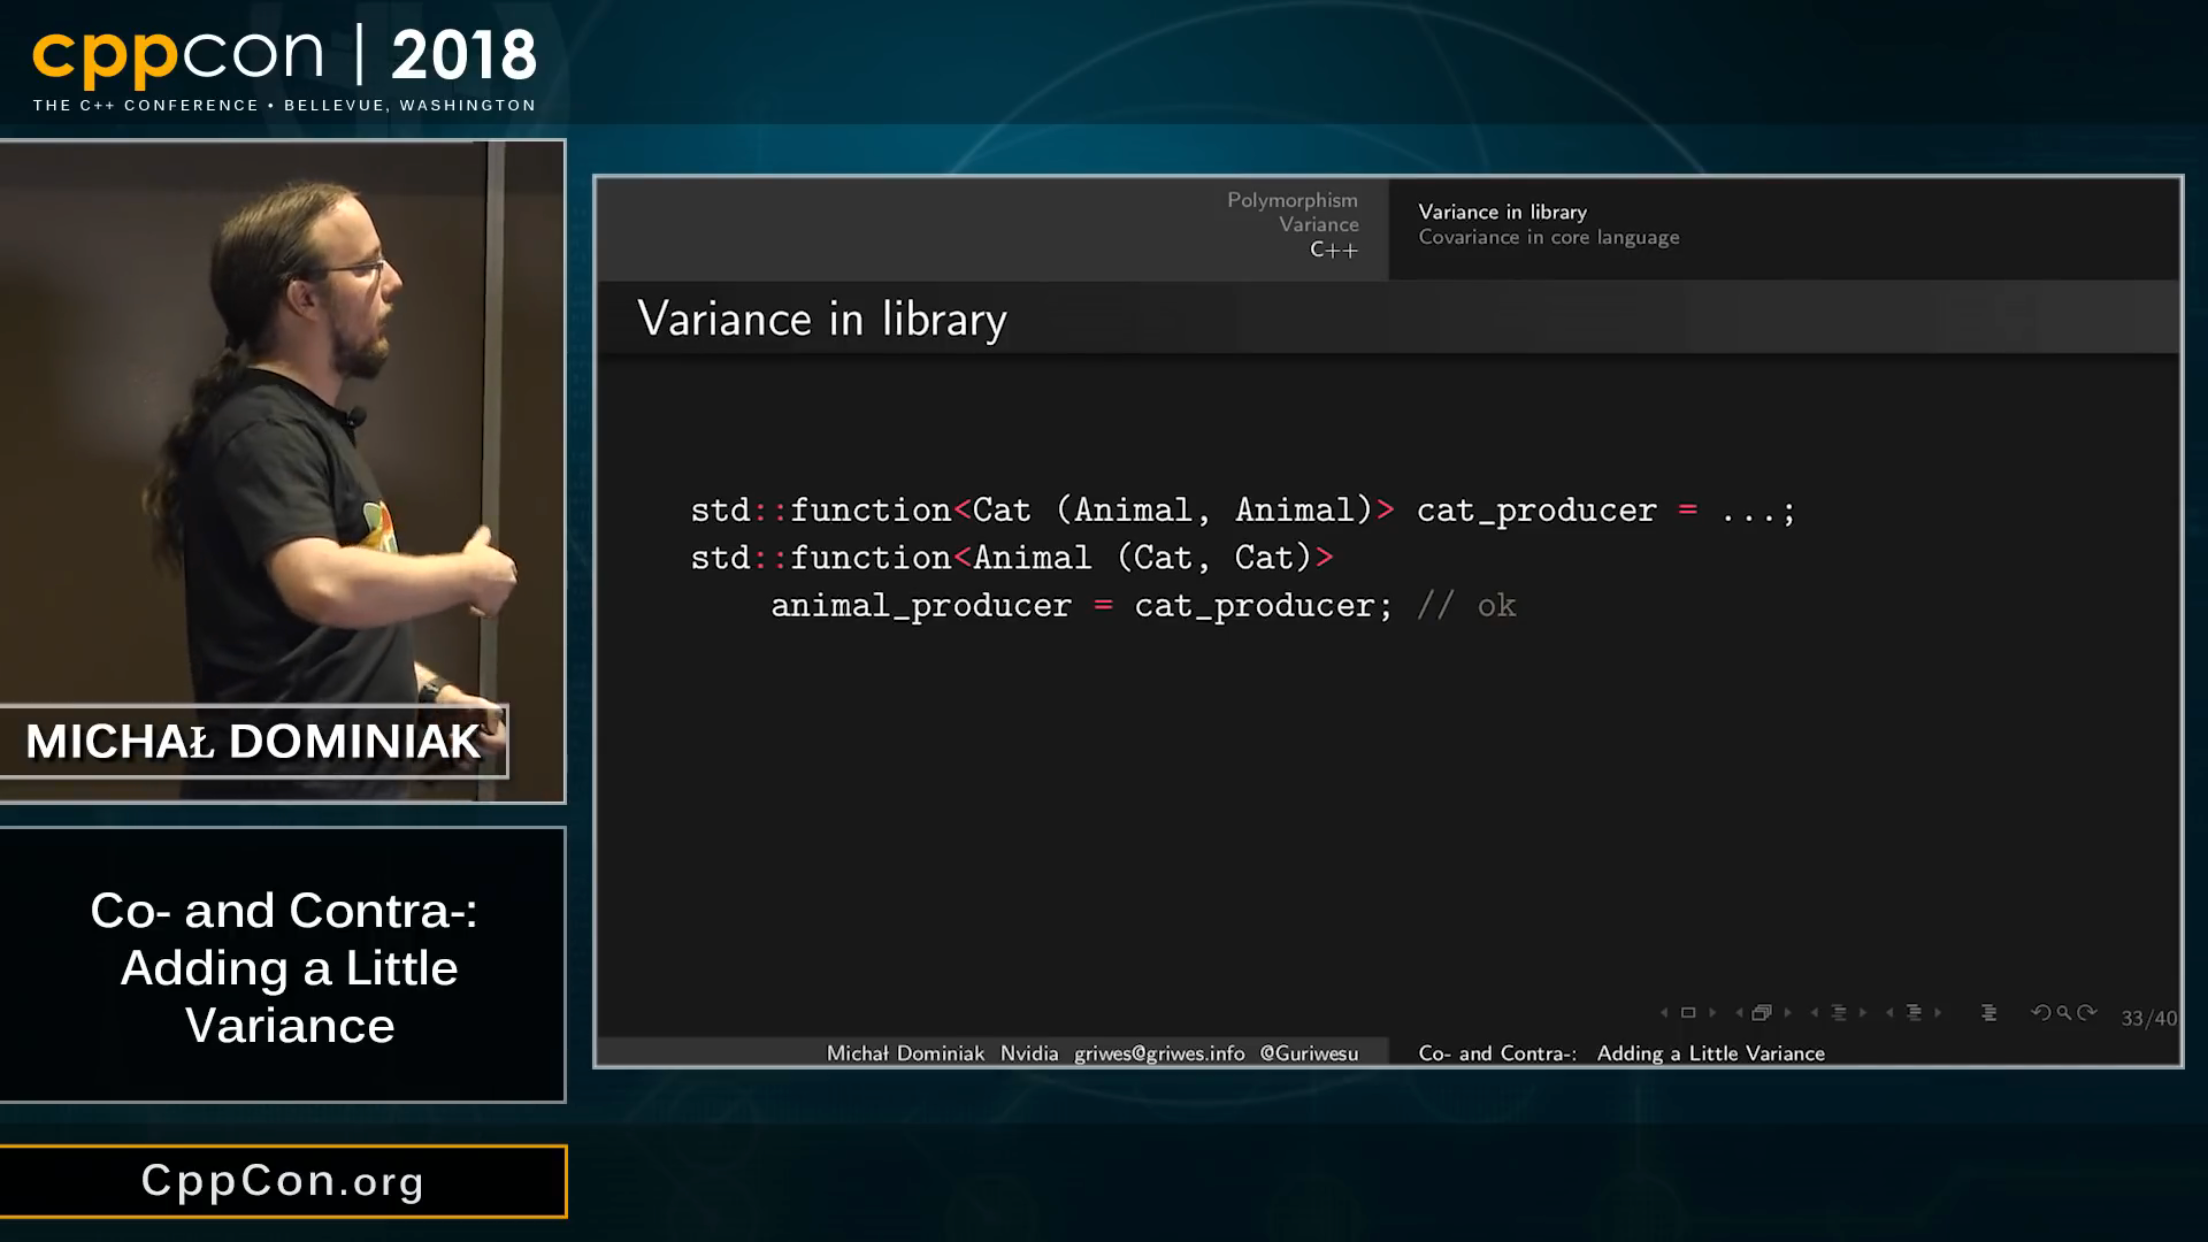 cppcon | 2018
THE C++ CONFERENCE • BELLEVUE, WASHINGTON
MICHAŁ DOMINIAK
Co- and Contra-:
Adding a Little
Variance
CppCon.org
Polymorphism
Variance
C++
Variance in library
Covariance in core language
Variance in library
std::function<Cat (Animal, Animal)> cat_producer = ...;
std::function<Animal (Cat, Cat)>
animal_producer = cat_producer; // ok
33/40
Michał Dominiak Nvidia griwes@griwes.info @Guriwesu
Co- and Contra-: Adding a Little Variance